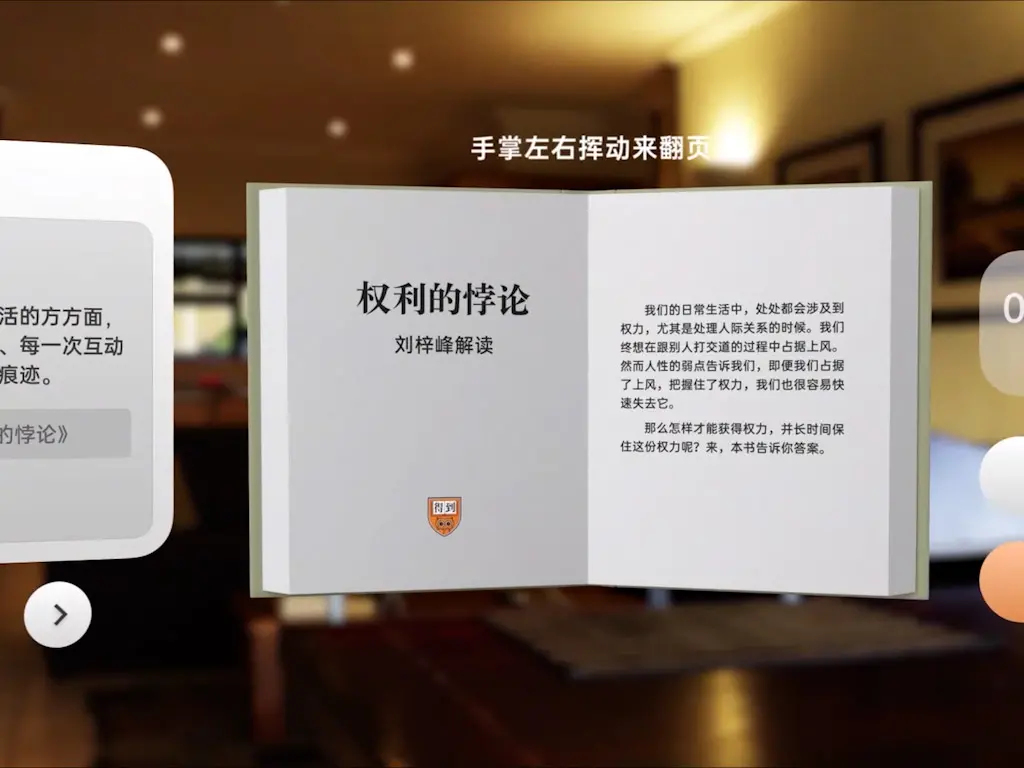 手掌左右挥动来翻页
活的方方面,
、每一次互动
痕迹。
的悖论》
权利的悖论
刘梓峰解读
得到
我们的日常生活中，处处都会涉及到
权力，尤其是处理人际关系的时候。我们
终想在跟别人打交道的过程中占据上风。
然而人性的弱点告诉我们，即便我们占据
了上风，把握住了权力，我们也很容易快
速失去它。
那么怎样才能获得权力，并长时间保
住这份权力呢？来，本书告诉你答案。
0